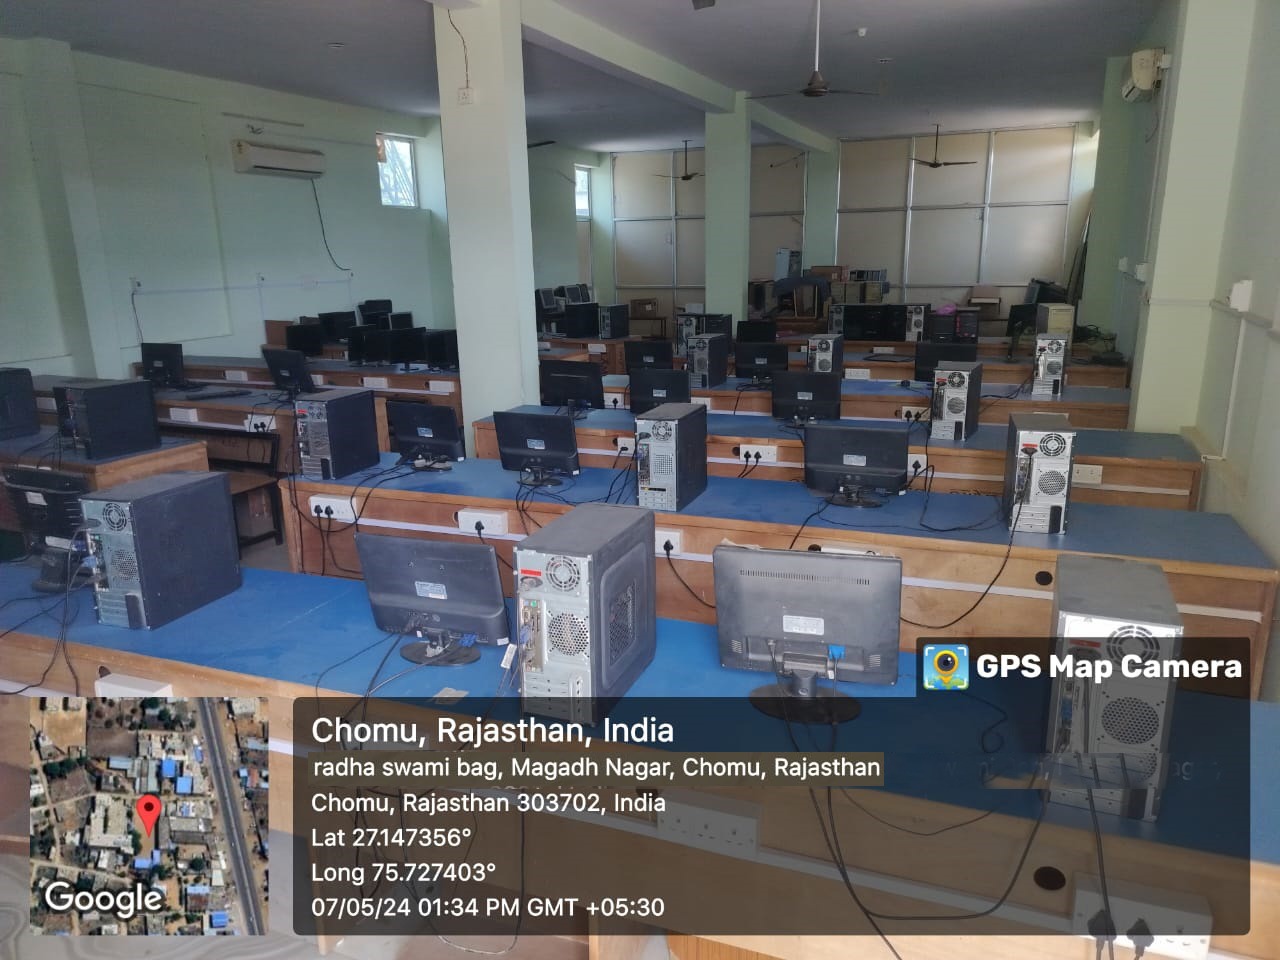 GPS Map Camera
Chomu, Rajasthan, India
radha swami bag, Magadh Nagar, Chomu, Rajasthan
Chomu, Rajasthan 303702, India
Lat 27.147356°
Long 75.727403°
07/05/24 01:34 PM GMT +05:30
Google